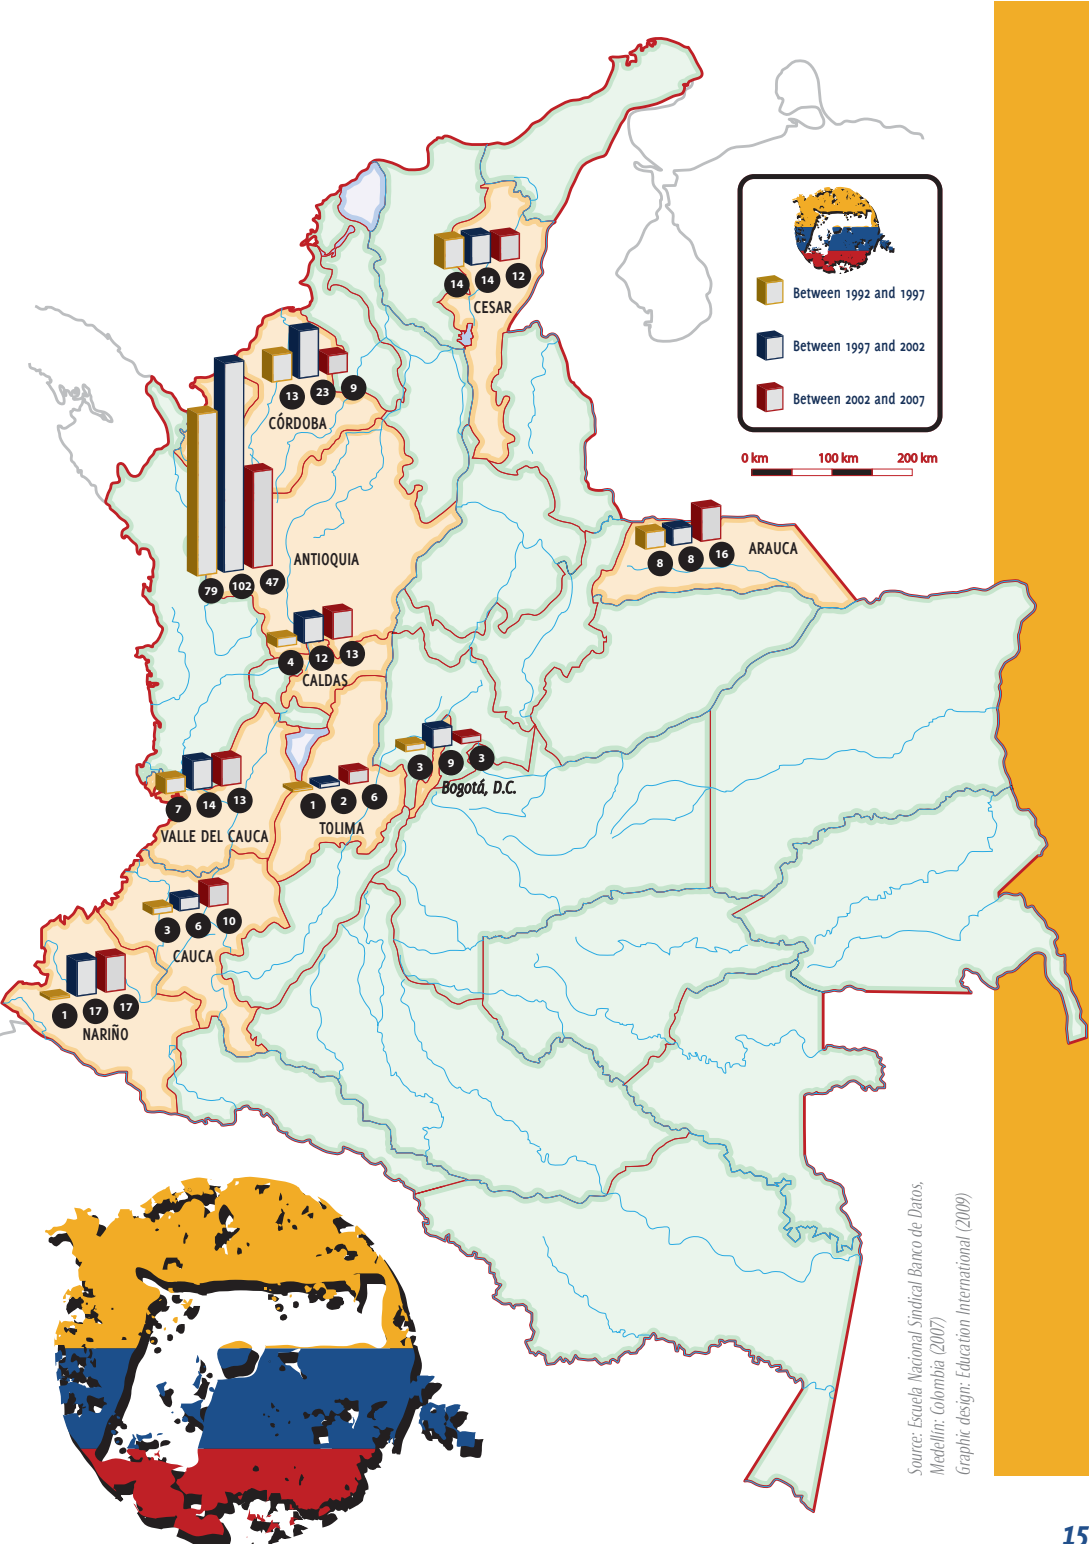 Between 1992 and 1997
Between 1997 and 2002
Between 2002 and 2007
0 km 100 km 200 km
14 14 12
CESAR
13 23 9
CÓRDOBA
79 102 47
ANTIOQUIA
8 8 16
ARAUCA
4 12 13
CALDAS
3 9 3
Bogotá, D.C.
7 14 13
VALLE DEL CAUCA
1 2 6
TOLIMA
3 6 10
CAUCA
1 17 17
NARIÑO
Source: Escuela Nacional Sindical Banco de Datos,
Medellín: Colombia (2007)
Graphic design: Education International (2009)
15